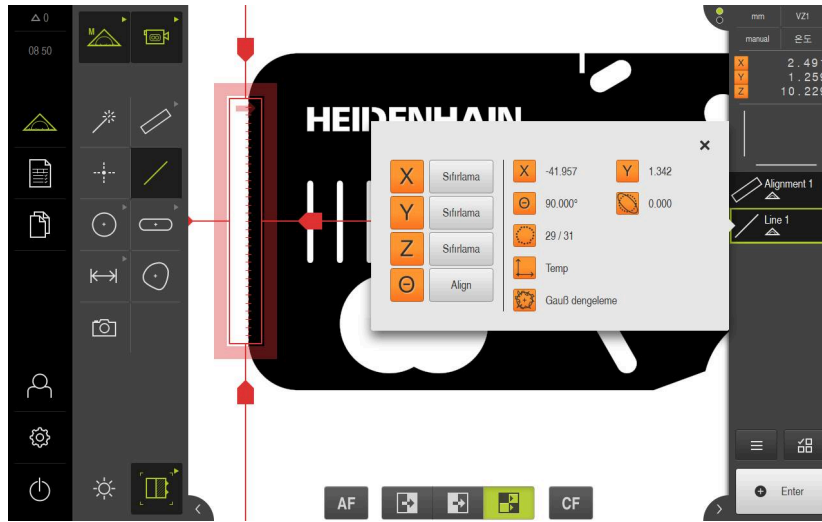 0
08 50
M
mm VZ1
manual 온도
X 2.491
Y 1.259
Z 10.229
HEIDENHAIN
X Sıfırlama
Y Sıfırlama
Z Sıfırlama
Θ Align
X -41.957 Y 1.342
Θ 90.000° 0.000
29 / 31
Temp
Gauß dengeleme
Alignment 1
Line 1
AF CF
Enter